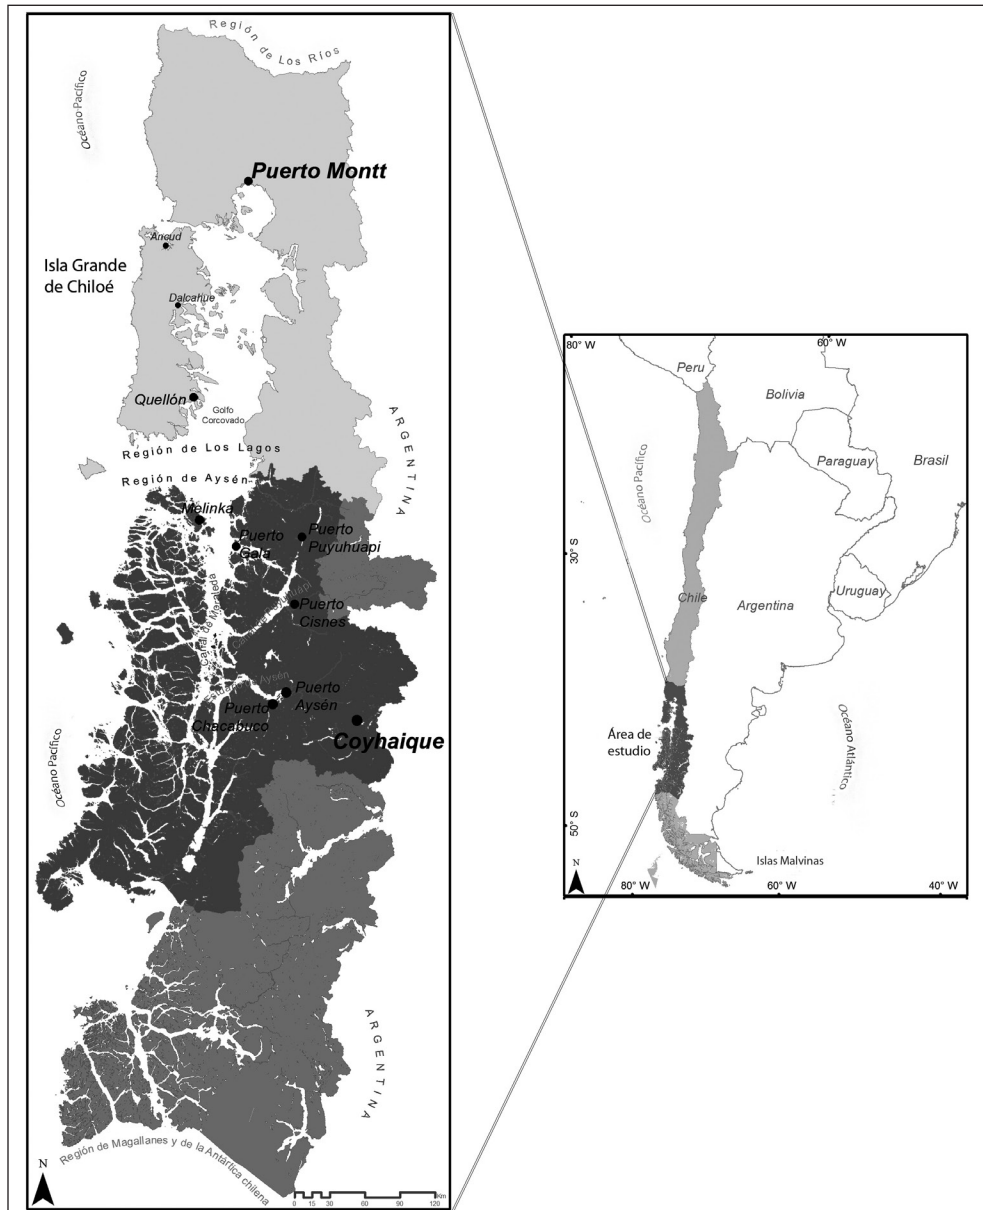 Región de Los Ríos
Océano Pacífico
Puerto Montt
Ancud
Isla Grande
de Chiloé
Dalcahue
Quellón
Golfo
Corcovado
ARGENTINA
Región de Los Lagos
Región de Aysén
Melinka
Puerto
Gala
Puerto
Puyuhuapi
Canal de Moraleda
Puyuhuapi
Puerto
Cisnes
Aysén
Puerto
Aysén
Puerto
Chacabuco
Coyhaique
Océano Pacífico
ARGENTINA
Región de Magallanes y de la Antártica chilena
N
Km
0 15 30 60 90 120
80° W
60° W
Peru
Bolivia
Océano Pacífico
Paraguay
Brasil
30° S
Chile
Argentina
Uruguay
Área de
estudio
Océano Atlántico
50° S
Islas Malvinas
N
80° W
60° W
40° W